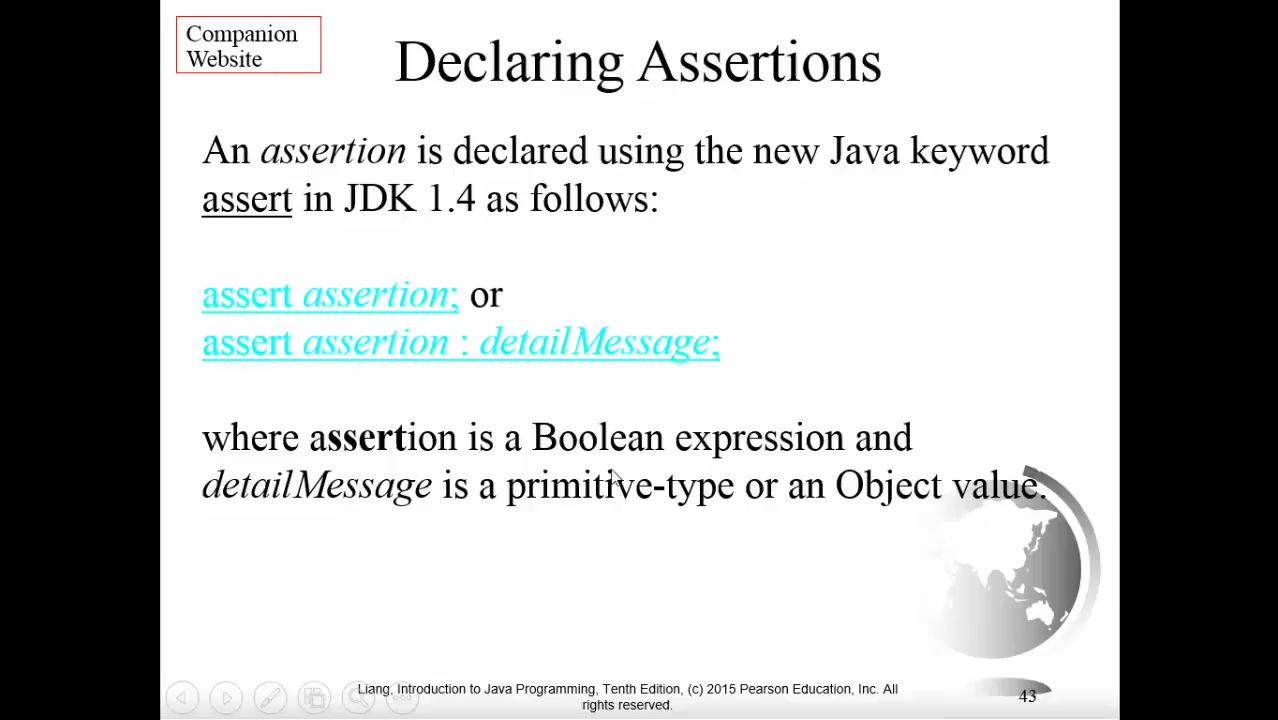 Companion
Website
Declaring Assertions
An assertion is declared using the new Java keyword
assert in JDK 1.4 as follows:
assert assertion; or
assert assertion : detailMessage;
where assertion is a Boolean expression and
detailMessage is a primitive-type or an Object value.
Liang, Introduction to Java Programming, Tenth Edition, (c) 2015 Pearson Education, Inc. All
rights reserved.
43